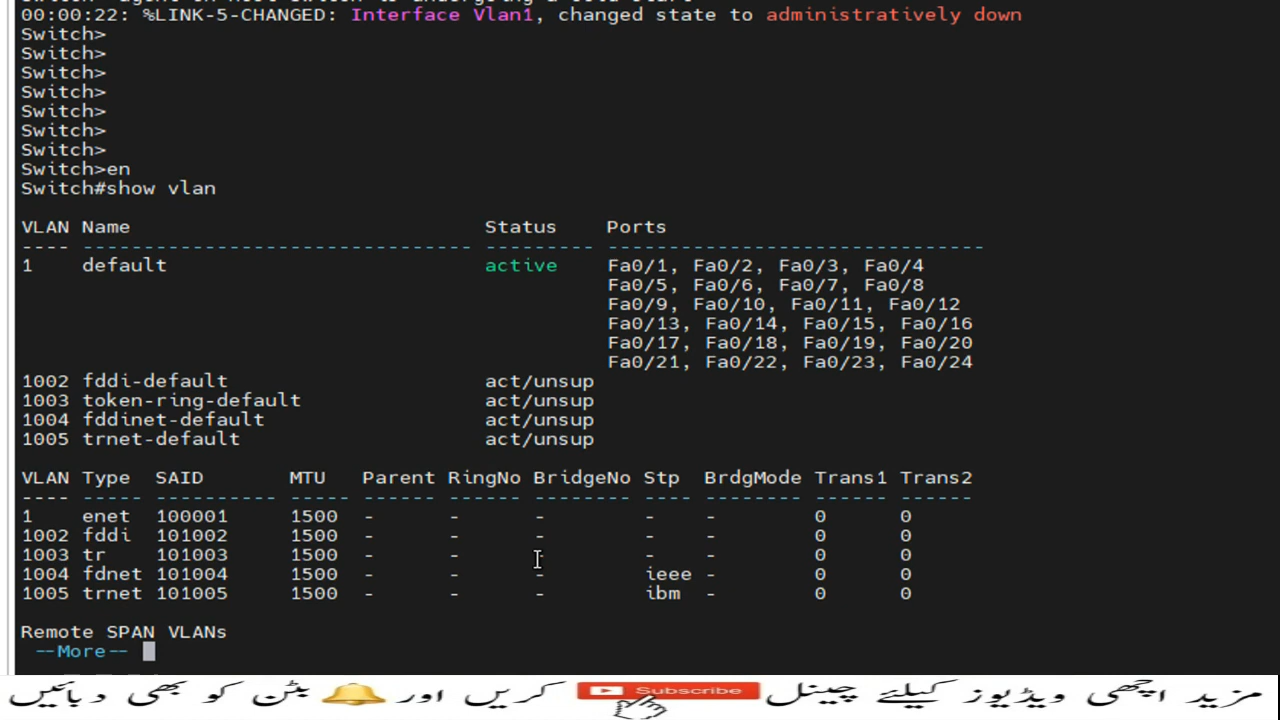 00:00:22: %LINK-5-CHANGED: Interface Vlan1, changed state to administratively down
Switch>
Switch>
Switch>
Switch>
Switch>
Switch>
Switch>
Switch>en
Switch#show vlan
VLAN Name Status Ports
---- -------------------------------- --------- -------------------------------
1 default active Fa0/1, Fa0/2, Fa0/3, Fa0/4
Fa0/5, Fa0/6, Fa0/7, Fa0/8
Fa0/9, Fa0/10, Fa0/11, Fa0/12
Fa0/13, Fa0/14, Fa0/15, Fa0/16
Fa0/17, Fa0/18, Fa0/19, Fa0/20
Fa0/21, Fa0/22, Fa0/23, Fa0/24
1002 fddi-default act/unsup
1003 token-ring-default act/unsup
1004 fddinet-default act/unsup
1005 trnet-default act/unsup
VLAN Type SAID MTU Parent RingNo BridgeNo Stp BrdgMode Trans1 Trans2
---- ----- ---------- ----- ------ ------ -------- ---- -------- ------ ------
1 enet 100001 1500 - - - - - 0 0
1002 fddi 101002 1500 - - - - - 0 0
1003 tr 101003 1500 - - - - - 0 0
1004 fdnet 101004 1500 - - - ieee - 0 0
1005 trnet 101005 1500 - - - ibm - 0 0
Remote SPAN VLANs
--More--
مزید اچھی ویڈیوز کیلئے چینل Subscribe کریں اور بٹن کو بھی دبائیں